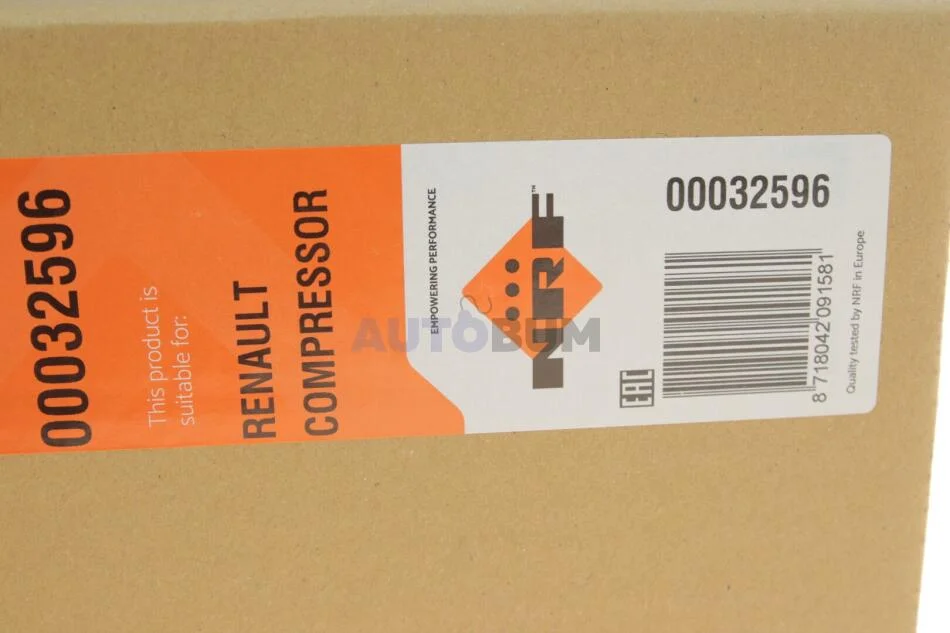 00032596
This product is
suitable for:
RENAULT
COMPRESSOR
EMPOWERING PERFORMANCE
NRF™
AUTOBUM
00032596
EAC
8 718042 091581
Quality tested by NRF in Europe